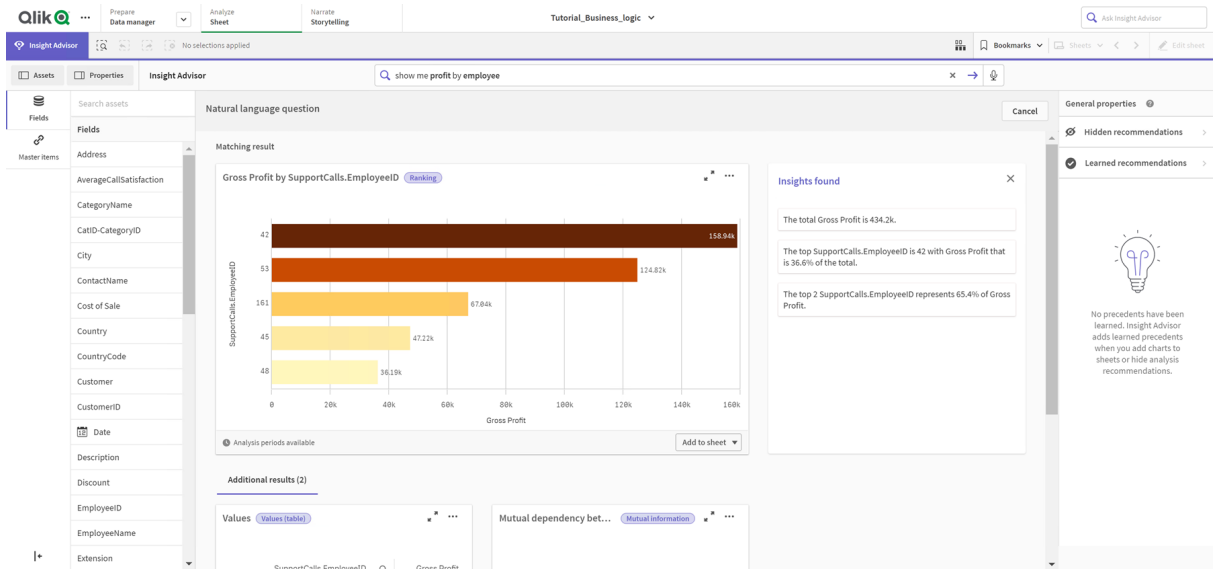 Qlik
Prepare
Data manager
Analyze
Sheet
Narrate
Storytelling
Tutorial_Business_logic
Ask Insight Advisor
Insight Advisor
No selections applied
Bookmarks
Sheets
Edit sheet
Assets
Properties
Insight Advisor
show me profit by employee
Fields
Master items
Search assets
Fields
Address
AverageCallSatisfaction
CategoryName
CatID-CategoryID
City
ContactName
Cost of Sale
Country
CountryCode
Customer
CustomerID
Date
Description
Discount
EmployeeID
EmployeeName
Extension
Natural language question
Cancel
Matching result
Gross Profit by SupportCalls.EmployeeID
Ranking
SupportCalls.EmployeeID
42
158.94k
53
124.82k
161
67.04k
45
47.22k
48
36.19k
0 20k 40k 60k 80k 100k 120k 140k 160k
Gross Profit
Analysis periods available
Add to sheet
Insights found
The total Gross Profit is 434.2k.
The top SupportCalls.EmployeeID is 42 with Gross Profit that
is 36.6% of the total.
The top 2 SupportCalls.EmployeeID represents 65.4% of Gross
Profit.
Additional results (2)
Values
Values (table)
SupportCalls.EmployeeID
Gross Profit
Mutual dependency bet...
Mutual information
General properties
Hidden recommendations
Learned recommendations
No precedents have been
learned. Insight Advisor
adds learned precedents
when you add charts to
sheets or hide analysis
recommendations.